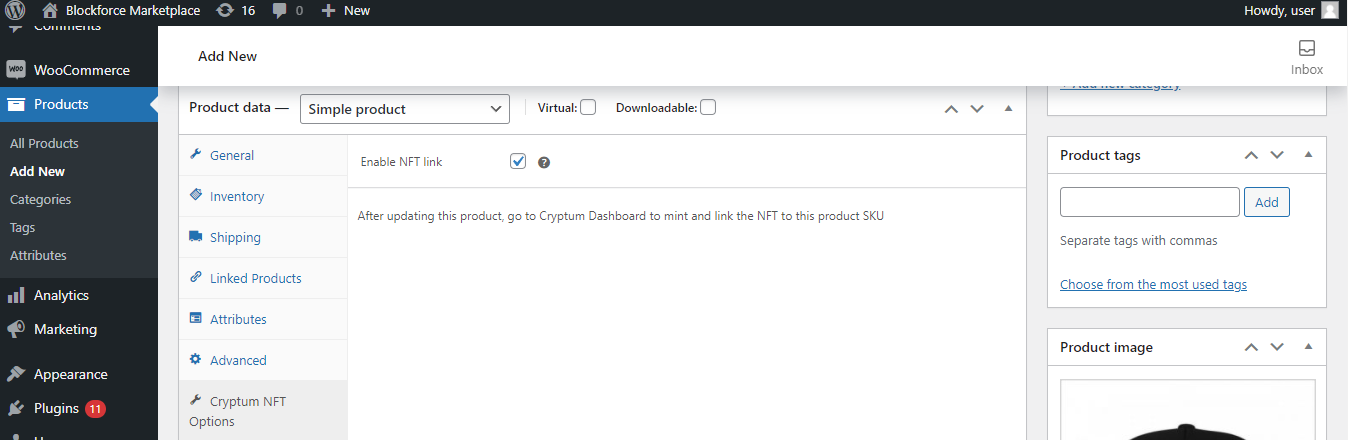 Blockforce Marketplace
16
0
New
Howdy, user
Comments
WooCommerce
Products
All Products
Add New
Categories
Tags
Attributes
Analytics
Marketing
Appearance
Plugins 11
Add New
Inbox
Product data —
Simple product
Virtual:
Downloadable:
General
Inventory
Shipping
Linked Products
Attributes
Advanced
Cryptum NFT
Options
Enable NFT link
After updating this product, go to Cryptum Dashboard to mint and link the NFT to this product SKU
+ Add new category
Product tags
Add
Separate tags with commas
Choose from the most used tags
Product image